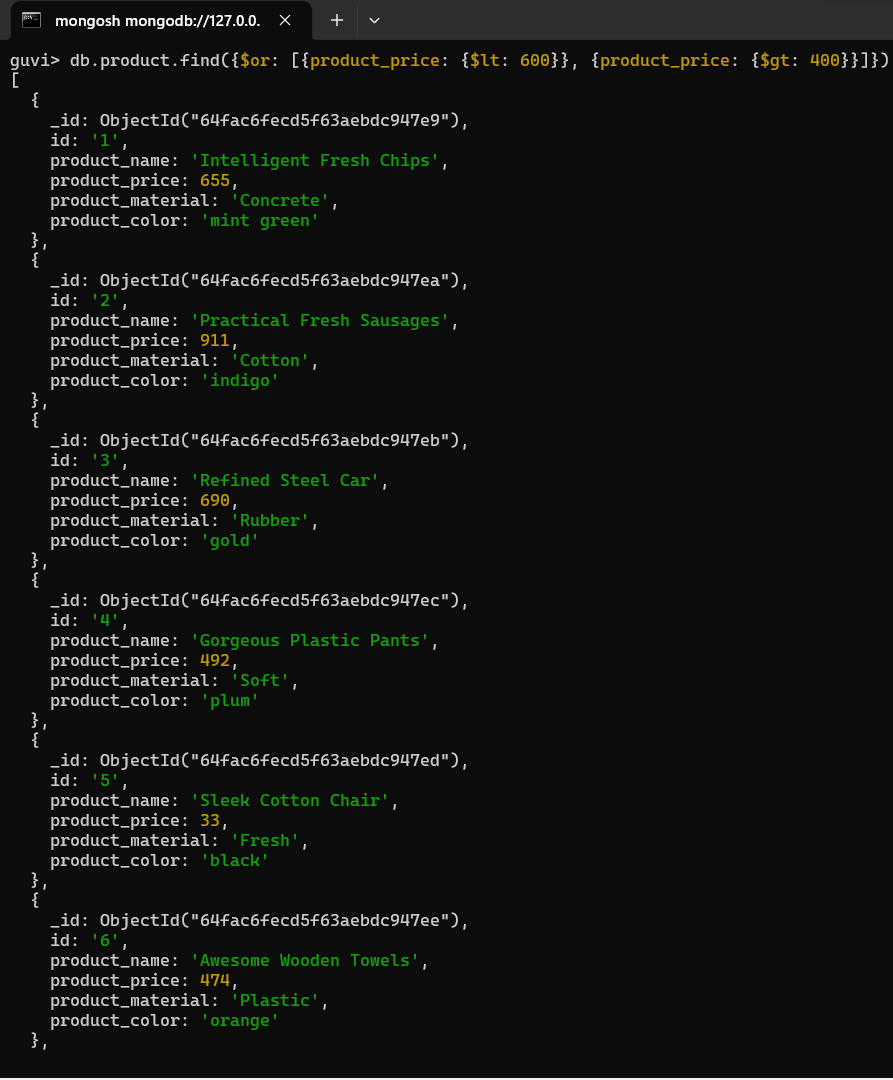 mongosh mongodb://127.0.0.
guvi> db.product.find({$or: [{product_price: {$lt: 600}}, {product_price: {$gt: 400}}]})
[
  {
    _id: ObjectId("64fac6fecd5f63aebdc947e9"),
    id: '1',
    product_name: 'Intelligent Fresh Chips',
    product_price: 655,
    product_material: 'Concrete',
    product_color: 'mint green'
  },
  {
    _id: ObjectId("64fac6fecd5f63aebdc947ea"),
    id: '2',
    product_name: 'Practical Fresh Sausages',
    product_price: 911,
    product_material: 'Cotton',
    product_color: 'indigo'
  },
  {
    _id: ObjectId("64fac6fecd5f63aebdc947eb"),
    id: '3',
    product_name: 'Refined Steel Car',
    product_price: 690,
    product_material: 'Rubber',
    product_color: 'gold'
  },
  {
    _id: ObjectId("64fac6fecd5f63aebdc947ec"),
    id: '4',
    product_name: 'Gorgeous Plastic Pants',
    product_price: 492,
    product_material: 'Soft',
    product_color: 'plum'
  },
  {
    _id: ObjectId("64fac6fecd5f63aebdc947ed"),
    id: '5',
    product_name: 'Sleek Cotton Chair',
    product_price: 33,
    product_material: 'Fresh',
    product_color: 'black'
  },
  {
    _id: ObjectId("64fac6fecd5f63aebdc947ee"),
    id: '6',
    product_name: 'Awesome Wooden Towels',
    product_price: 474,
    product_material: 'Plastic',
    product_color: 'orange'
  },